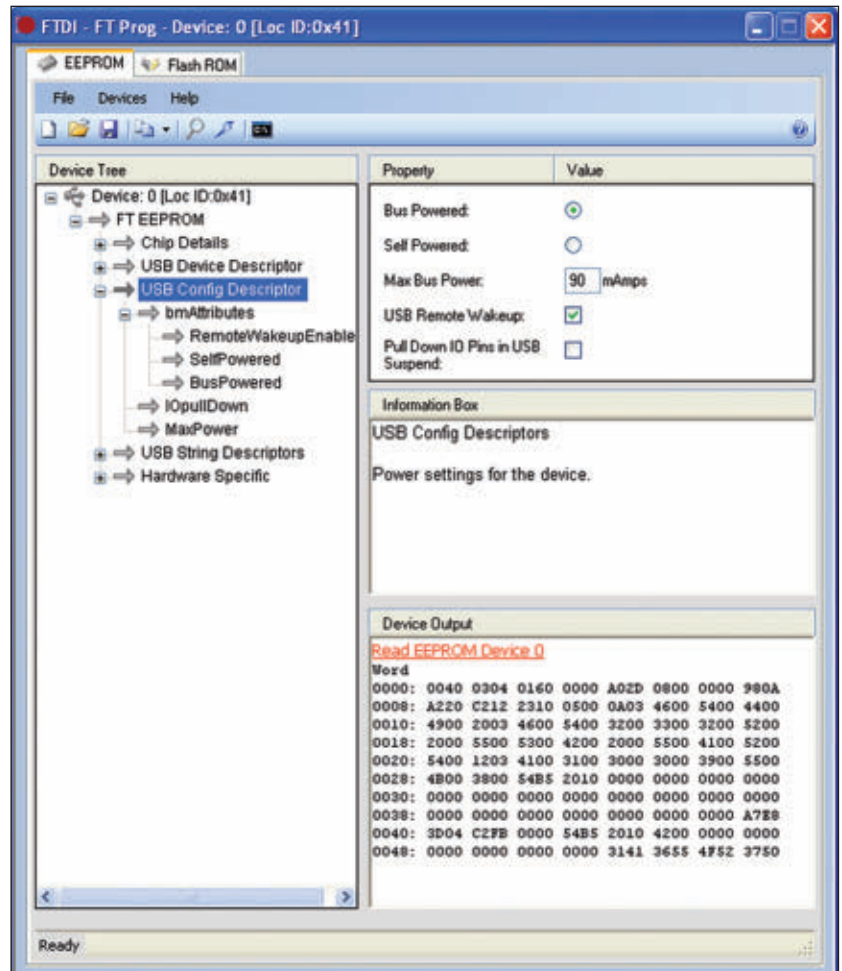 FTDI - FT Prog - Device: 0 [Loc ID:0x41]
EEPROM Flash ROM
File Devices Help
Device Tree
Device: 0 [Loc ID:0x41]
FT EEPROM
Chip Details
USB Device Descriptor
USB Config Descriptor
bmAttributes
RemoteWakeupEnable
SelfPowered
BusPowered
IOpullDown
MaxPower
USB String Descriptors
Hardware Specific
Property Value
Bus Powered:
Self Powered:
Max Bus Power: 90 mAmps
USB Remote Wakeup:
Pull Down IO Pins in USB
Suspend:
Information Box
USB Config Descriptors
Power settings for the device.
Device Output
Read EEPROM Device 0
Word
0000: 0040 0304 0160 0000 A02D 0800 0000 980A
0008: A220 C212 2310 0500 0A03 4600 5400 4400
0010: 4900 2003 4600 5400 3200 3300 3200 5200
0018: 2000 5500 5300 4200 2000 5500 4100 5200
0020: 5400 1203 4100 3100 3000 3000 3900 5500
0028: 4B00 3800 54B5 2010 0000 0000 0000 0000
0030: 0000 0000 0000 0000 0000 0000 0000 0000
0038: 0000 0000 0000 0000 0000 0000 0000 A7E8
0040: 3D04 C2FB 0000 54B5 2010 4200 0000 0000
0048: 0000 0000 0000 0000 3141 3655 4F52 3750
Ready